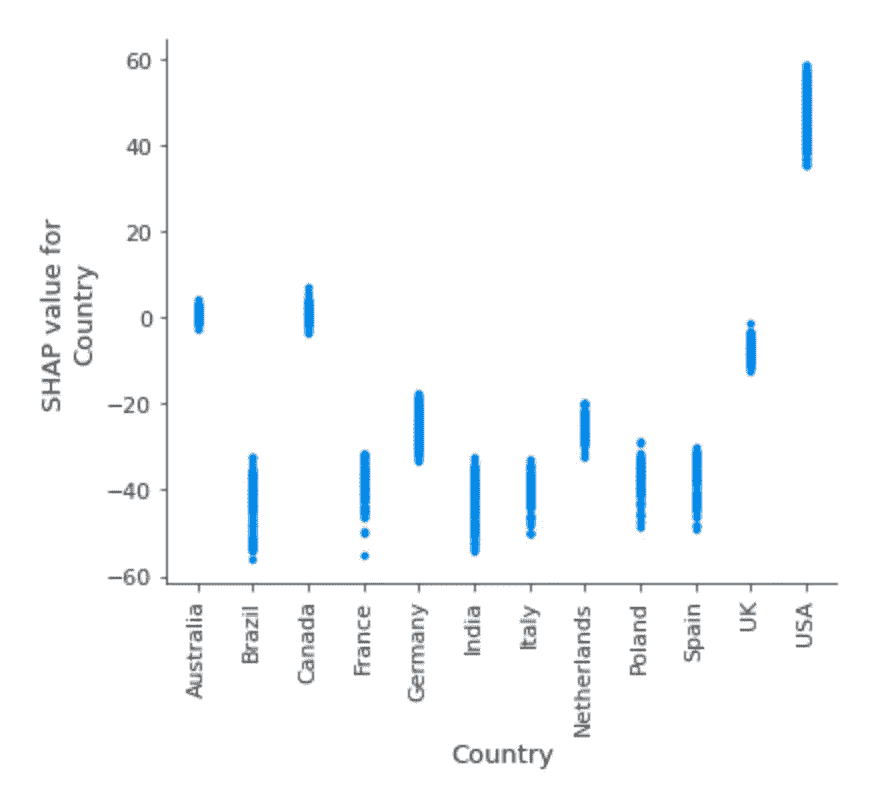 60
40
20
0
−20
−40
−60
SHAP value for
Country
Australia
Brazil
Canada
France
Germany
India
Italy
Netherlands
Poland
Spain
UK
USA
Country